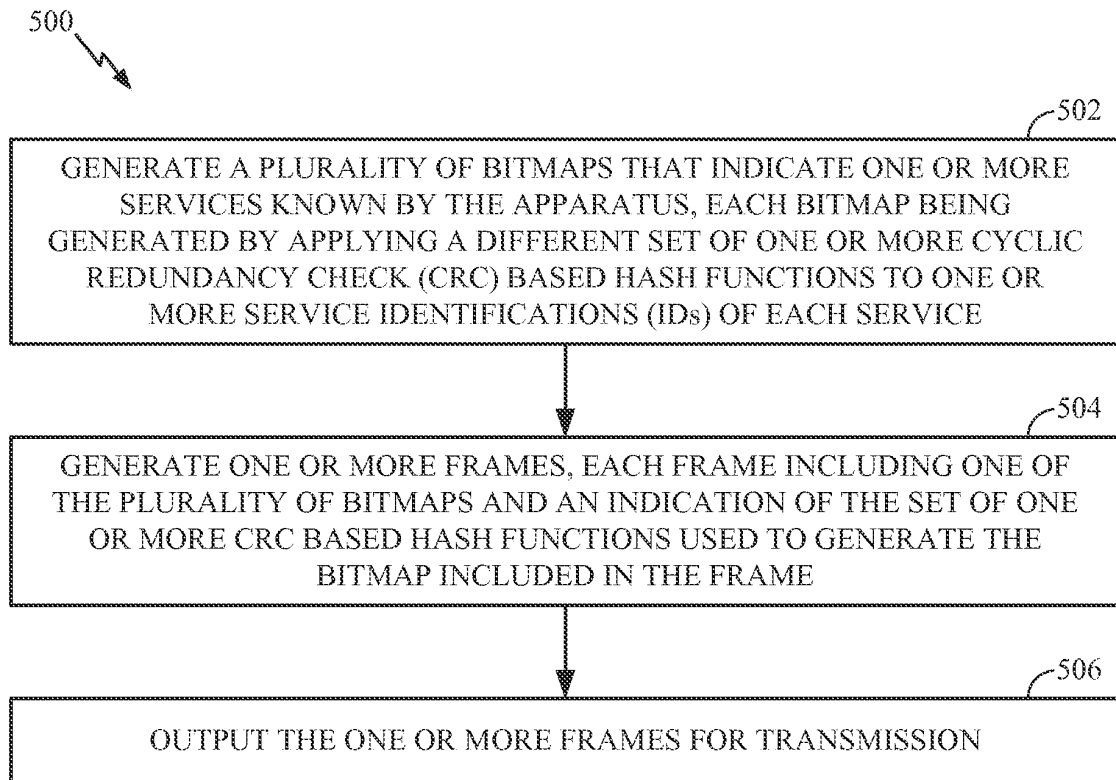 500
502
GENERATE A PLURALITY OF BITMAPS THAT INDICATE ONE OR MORE
SERVICES KNOWN BY THE APPARATUS, EACH BITMAP BEING
GENERATED BY APPLYING A DIFFERENT SET OF ONE OR MORE CYCLIC
REDUNDANCY CHECK (CRC) BASED HASH FUNCTIONS TO ONE OR
MORE SERVICE IDENTIFICATIONS (IDs) OF EACH SERVICE
504
GENERATE ONE OR MORE FRAMES, EACH FRAME INCLUDING ONE OF
THE PLURALITY OF BITMAPS AND AN INDICATION OF THE SET OF ONE
OR MORE CRC BASED HASH FUNCTIONS USED TO GENERATE THE
BITMAP INCLUDED IN THE FRAME
506
OUTPUT THE ONE OR MORE FRAMES FOR TRANSMISSION